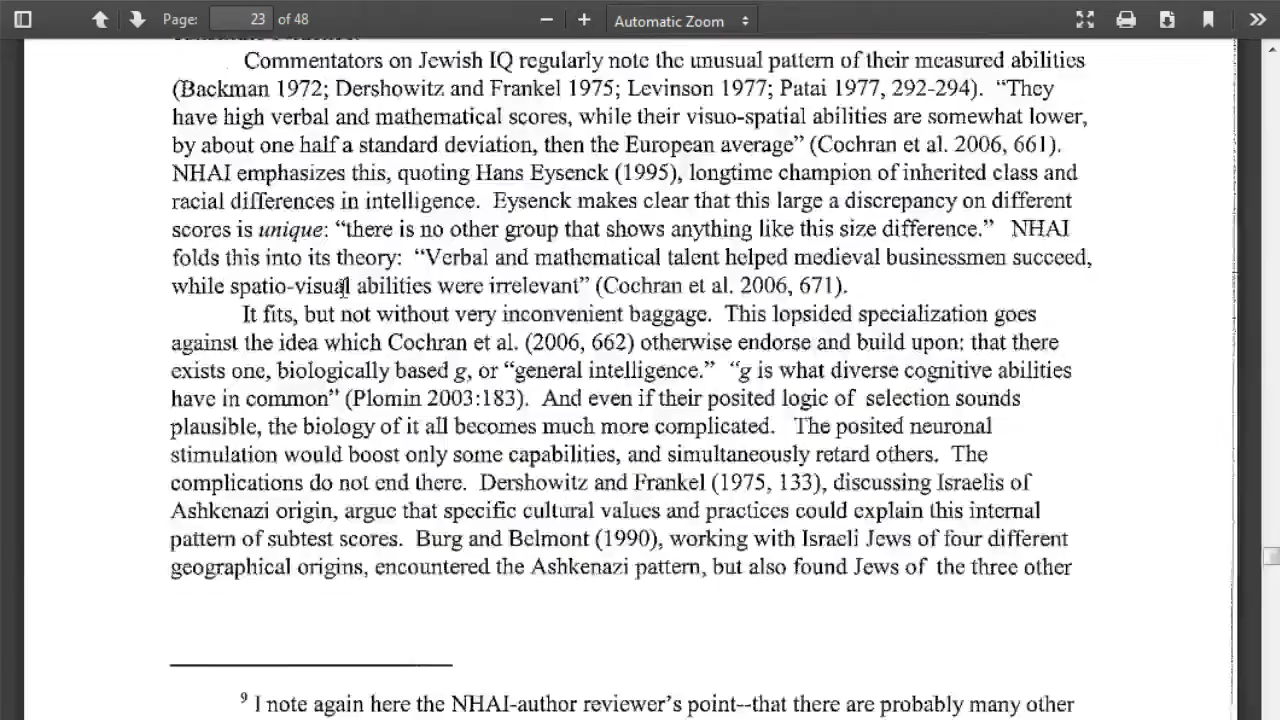 Page: 23 of 48
Automatic Zoom
Commentators on Jewish IQ regularly note the unusual pattern of their measured abilities
(Backman 1972; Dershowitz and Frankel 1975; Levinson 1977; Patai 1977, 292-294). “They
have high verbal and mathematical scores, while their visuo-spatial abilities are somewhat lower,
by about one half a standard deviation, then the European average” (Cochran et al. 2006, 661).
NHAI emphasizes this, quoting Hans Eysenck (1995), longtime champion of inherited class and
racial differences in intelligence. Eysenck makes clear that this large a discrepancy on different
scores is unique: “there is no other group that shows anything like this size difference.” NHAI
folds this into its theory: “Verbal and mathematical talent helped medieval businessmen succeed,
while spatio-visual abilities were irrelevant” (Cochran et al. 2006, 671).
It fits, but not without very inconvenient baggage. This lopsided specialization goes
against the idea which Cochran et al. (2006, 662) otherwise endorse and build upon: that there
exists one, biologically based g, or “general intelligence.” “g is what diverse cognitive abilities
have in common” (Plomin 2003:183). And even if their posited logic of selection sounds
plausible, the biology of it all becomes much more complicated. The posited neuronal
stimulation would boost only some capabilities, and simultaneously retard others. The
complications do not end there. Dershowitz and Frankel (1975, 133), discussing Israelis of
Ashkenazi origin, argue that specific cultural values and practices could explain this internal
pattern of subtest scores. Burg and Belmont (1990), working with Israeli Jews of four different
geographical origins, encountered the Ashkenazi pattern, but also found Jews of the three other
9 I note again here the NHAI-author reviewer’s point--that there are probably many other